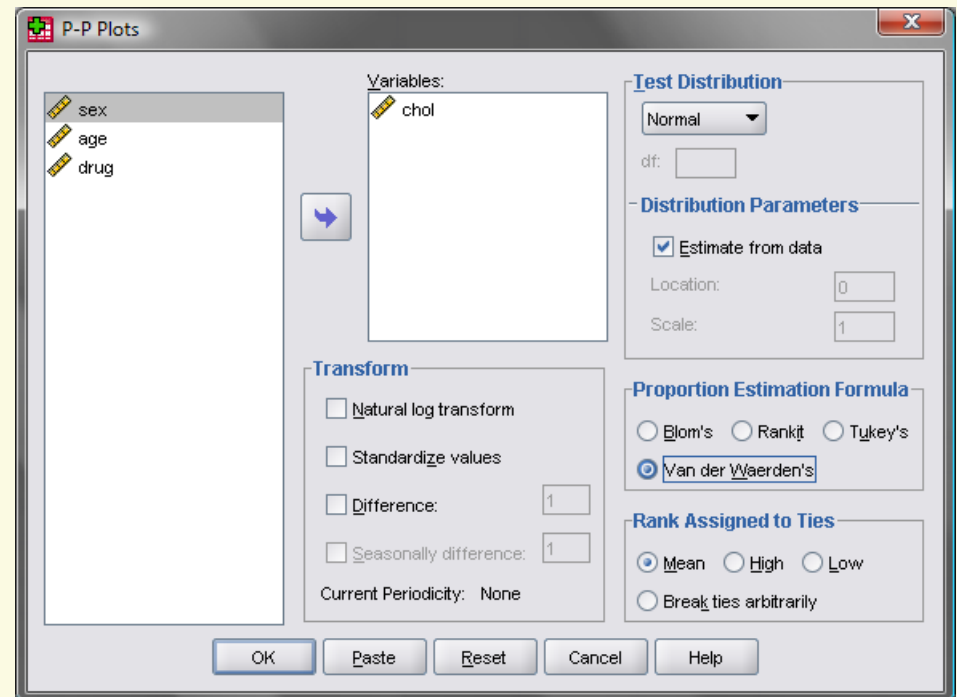 P-P Plots
sex
age
drug
Variables:
chol
Transform
Natural log transform
Standardize values
Difference: 1
Seasonally difference: 1
Current Periodicity: None
Test Distribution
Normal
df:
Distribution Parameters
Estimate from data
Location: 0
Scale: 1
Proportion Estimation Formula
Blom's Rankit Tukey's
Van der Waerden's
Rank Assigned to Ties
Mean High Low
Break ties arbitrarily
OK Paste Reset Cancel Help